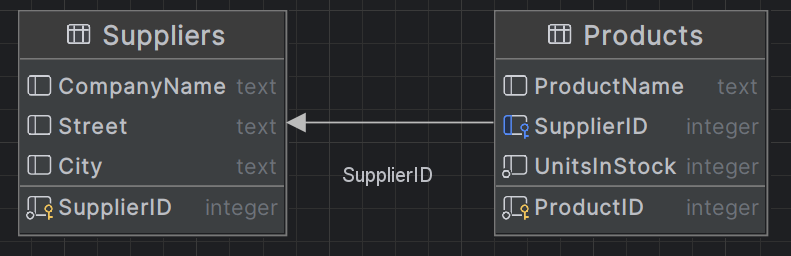 Suppliers
CompanyName text
Street text
City text
SupplierID integer
SupplierID
Products
ProductName text
SupplierID integer
UnitsInStock integer
ProductID integer